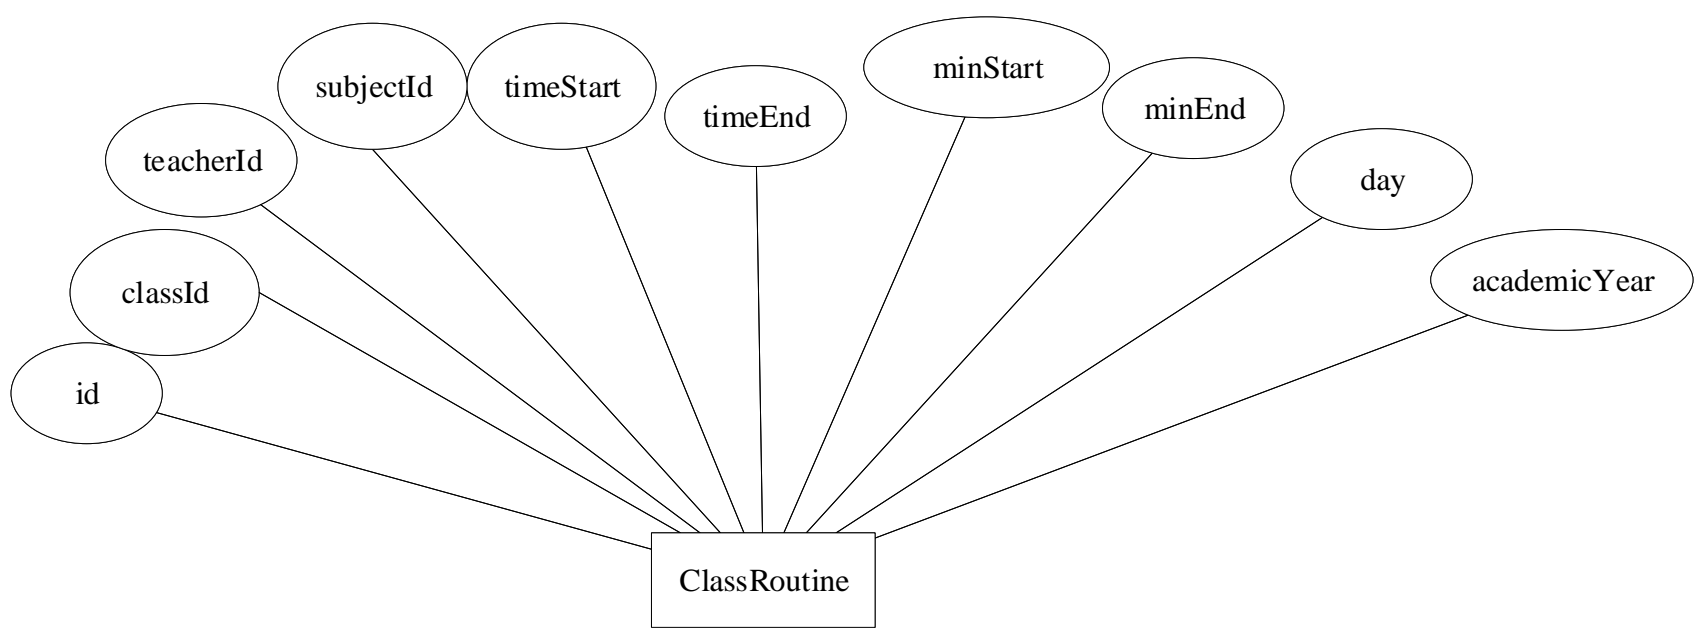 minStart
subjectId
timeStart
timeEnd
minEnd
teacherId
day
classId
academicYear
id
ClassRoutine